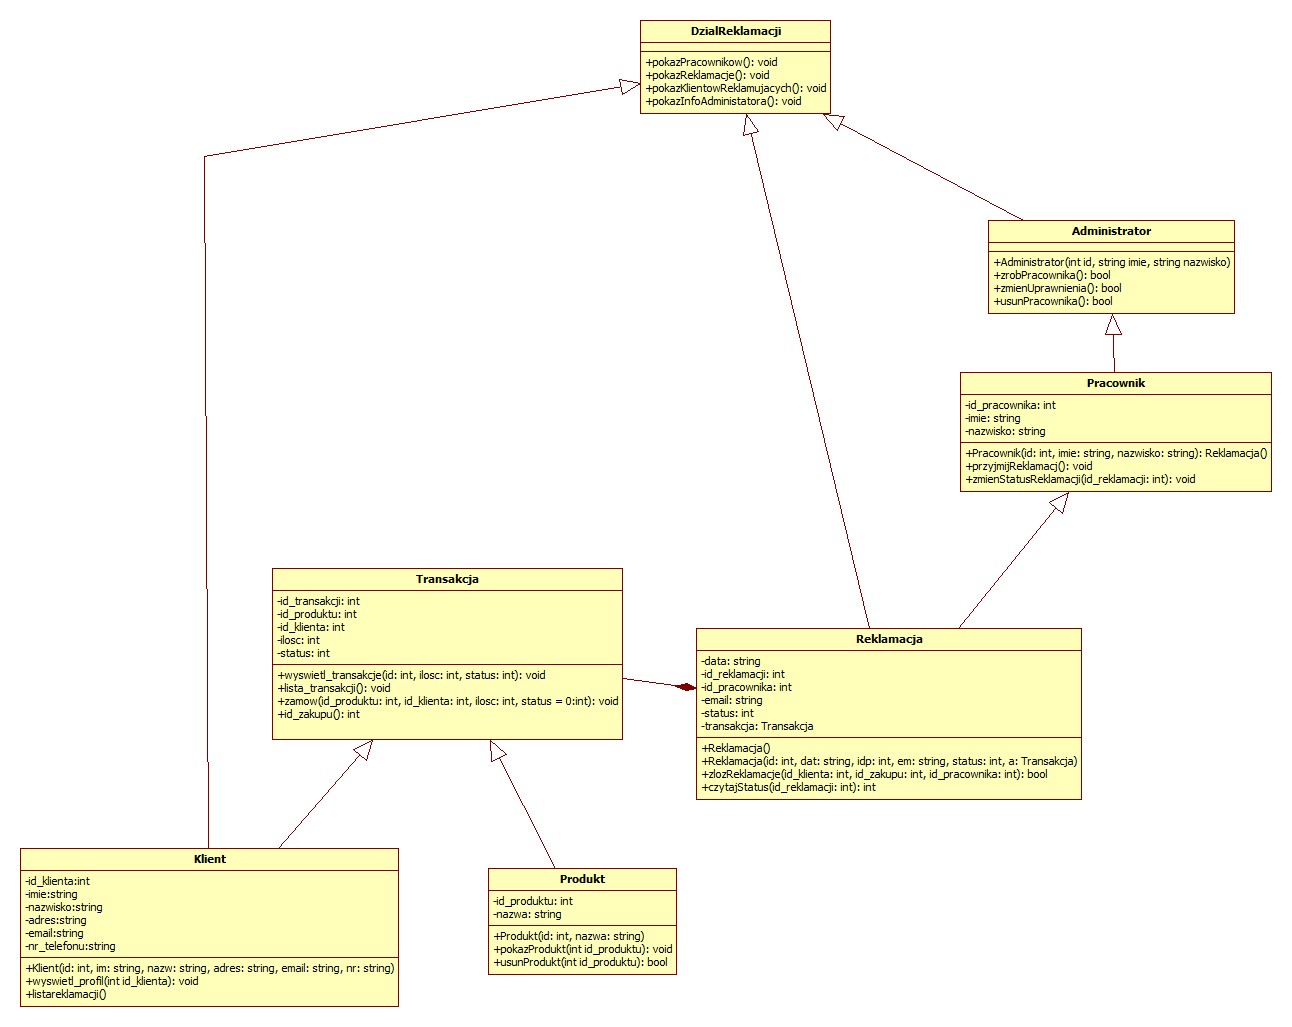 DzialReklamacji
+pokazPracownikow(): void
+pokazReklamacje(): void
+pokazKlientowReklamujacych(): void
+pokazInfoAdministatora(): void
Administrator
+Administrator(int id, string imie, string nazwisko)
+zrobPracownika(): bool
+zmienUprawnienia(): bool
+usunPracownika(): bool
Pracownik
-id_pracownika: int
-imie: string
-nazwisko: string
+Pracownik(id: int, imie: string, nazwisko: string): Reklamacja()
+przyjmijReklamacj(): void
+zmienStatusReklamacji(id_reklamacji: int): void
Transakcja
-id_transakcji: int
-id_produktu: int
-id_klienta: int
-ilosc: int
-status: int
+wyswietl_transakcje(id: int, ilosc: int, status: int): void
+lista_transakcji(): void
+zamow(id_produktu: int, id_klienta: int, ilosc: int, status = 0:int): void
+id_zakupu(): int
Reklamacja
-data: string
-id_reklamacji: int
-id_pracownika: int
-email: string
-status: int
-transakcja: Transakcja
+Reklamacja()
+Reklamacja(id: int, dat: string, idp: int, em: string, status: int, a: Transakcja)
+zlozReklamacje(id_klienta: int, id_zakupu: int, id_pracownika: int): bool
+czytajStatus(id_reklamacji: int): int
Klient
-id_klienta:int
-imie:string
-nazwisko:string
-adres:string
-email:string
-nr_telefonu:string
+Klient(id: int, im: string, nazw: string, adres: string, email: string, nr: string)
+wyswietl_profil(int id_klienta): void
+listareklamacji()
Produkt
-id_produktu: int
-nazwa: string
+Produkt(id: int, nazwa: string)
+pokazProdukt(int id_produktu): void
+usunProdukt(int id_produktu): bool